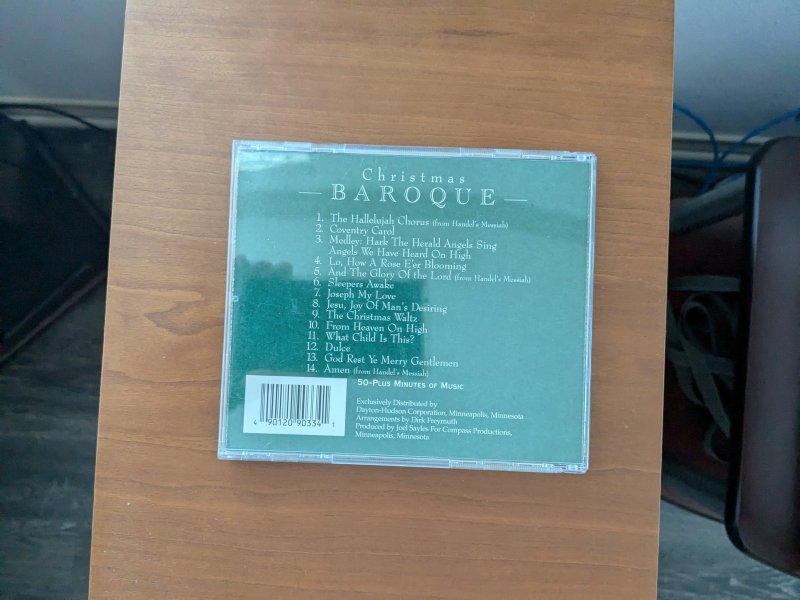 Christmas
— BAROQUE —
1. The Hallelujah Chorus (from Handel's Messiah)
2. Coventry Carol
3. Medley: Hark The Herald Angels Sing
Angels We Have Heard On High
4. Lo, How A Rose E'er Blooming
5. And The Glory Of the Lord (from Handel's Messiah)
6. Sleepers Awake
7. Joseph My Love
8. Jesu, Joy Of Man's Desiring
9. The Christmas Waltz
10. From Heaven On High
11. What Child Is This?
12. Dulce
13. God Rest Ye Merry Gentlemen
14. Amen (from Handel's Messiah)
50-Plus Minutes of Music
Exclusively Distributed by
Dayton-Hudson Corporation, Minneapolis, Minnesota
Arrangements by Dirk Freymuth
Produced by Joel Sayles For Compass Productions,
Minneapolis, Minnesota
4 90120 90334 1